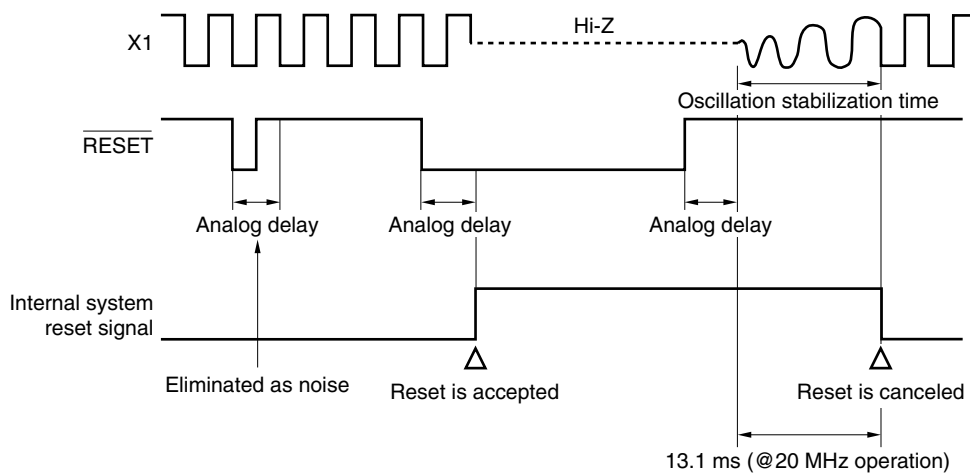 X1
Hi-Z
Oscillation stabilization time
RESET
Analog delay
Analog delay
Analog delay
Internal system
reset signal
Eliminated as noise
Reset is accepted
Reset is canceled
13.1 ms (@20 MHz operation)